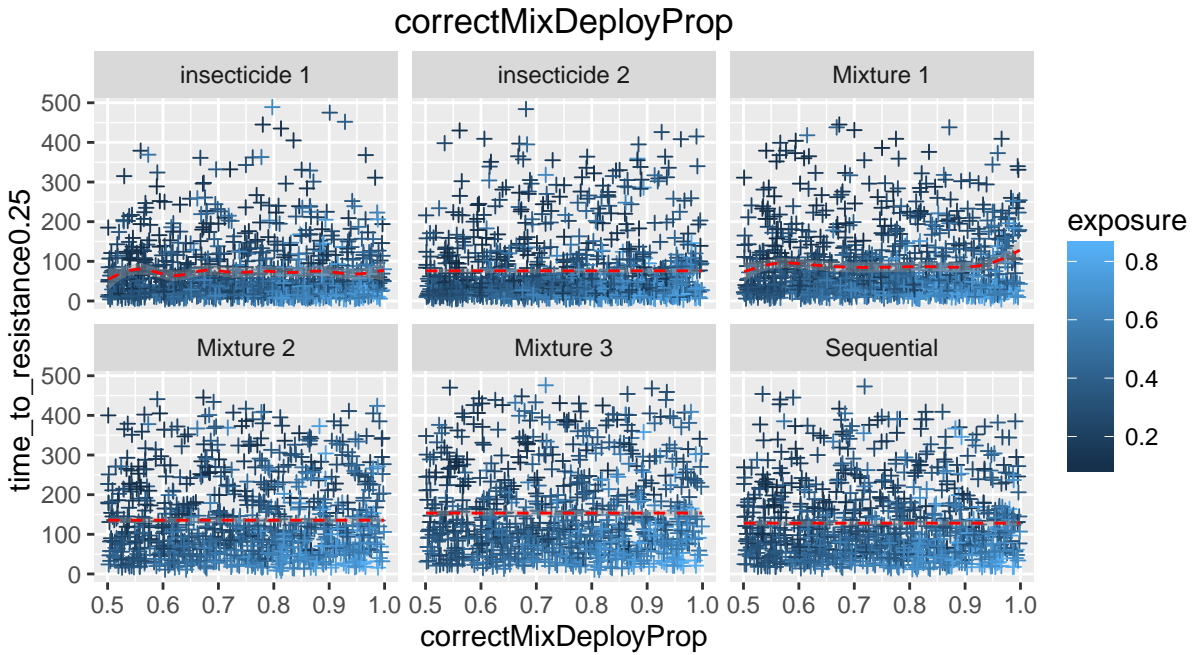 correctMixDeployProp
insecticide 1
insecticide 2
Mixture 1
500
400
300
200
100
0
Mixture 2
Mixture 3
Sequential
500
400
300
200
100
0
0.5 0.6 0.7 0.8 0.9 1.0
0.5 0.6 0.7 0.8 0.9 1.0
0.5 0.6 0.7 0.8 0.9 1.0
correctMixDeployProp
time_to_resistance0.25
exposure
0.8
0.6
0.4
0.2